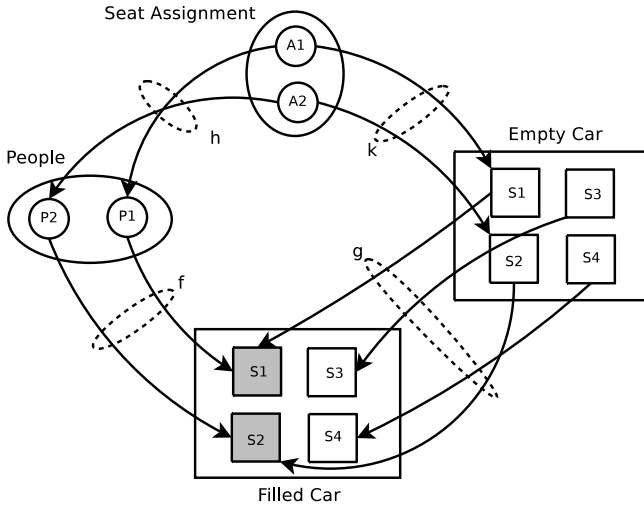 Seat Assignment
A1
A2
h
k
People
P2
P1
Empty Car
S1
S3
S2
S4
f
g
S1
S3
S2
S4
Filled Car